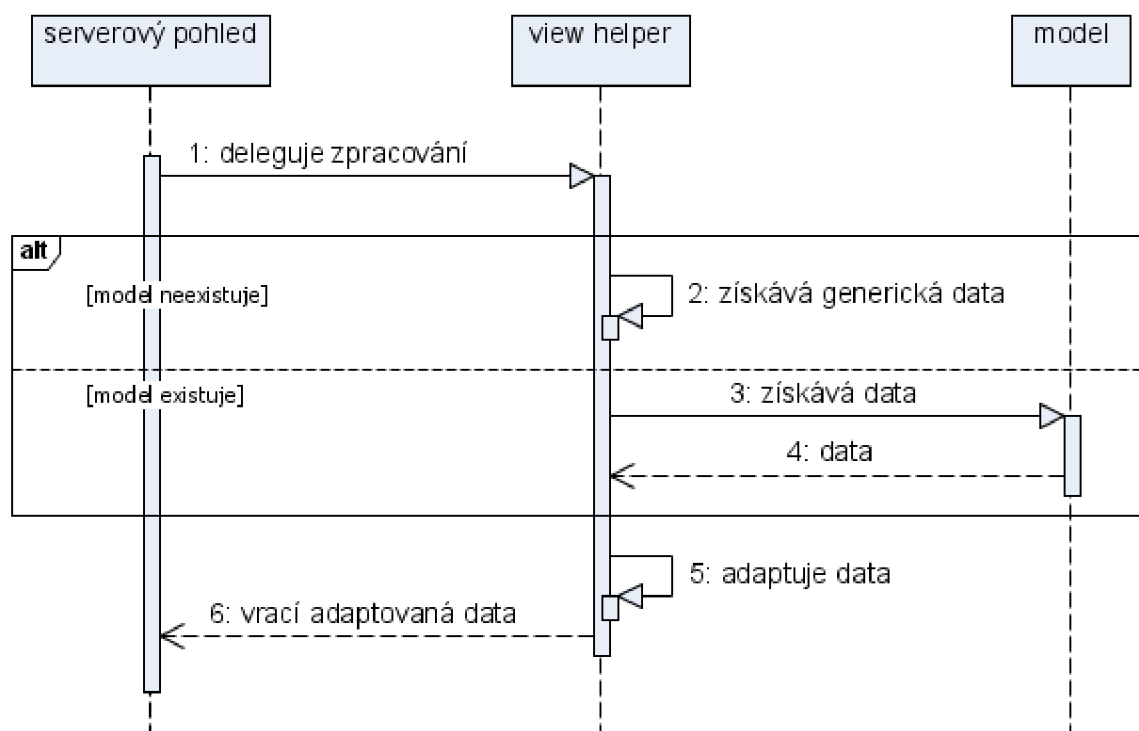 serverový pohled
view helper
model
1: deleguje zpracování
alt
[model neexistuje]
2: získává generická data
[model existuje]
3: získává data
4: data
5: adaptuje data
6: vrací adaptovaná data